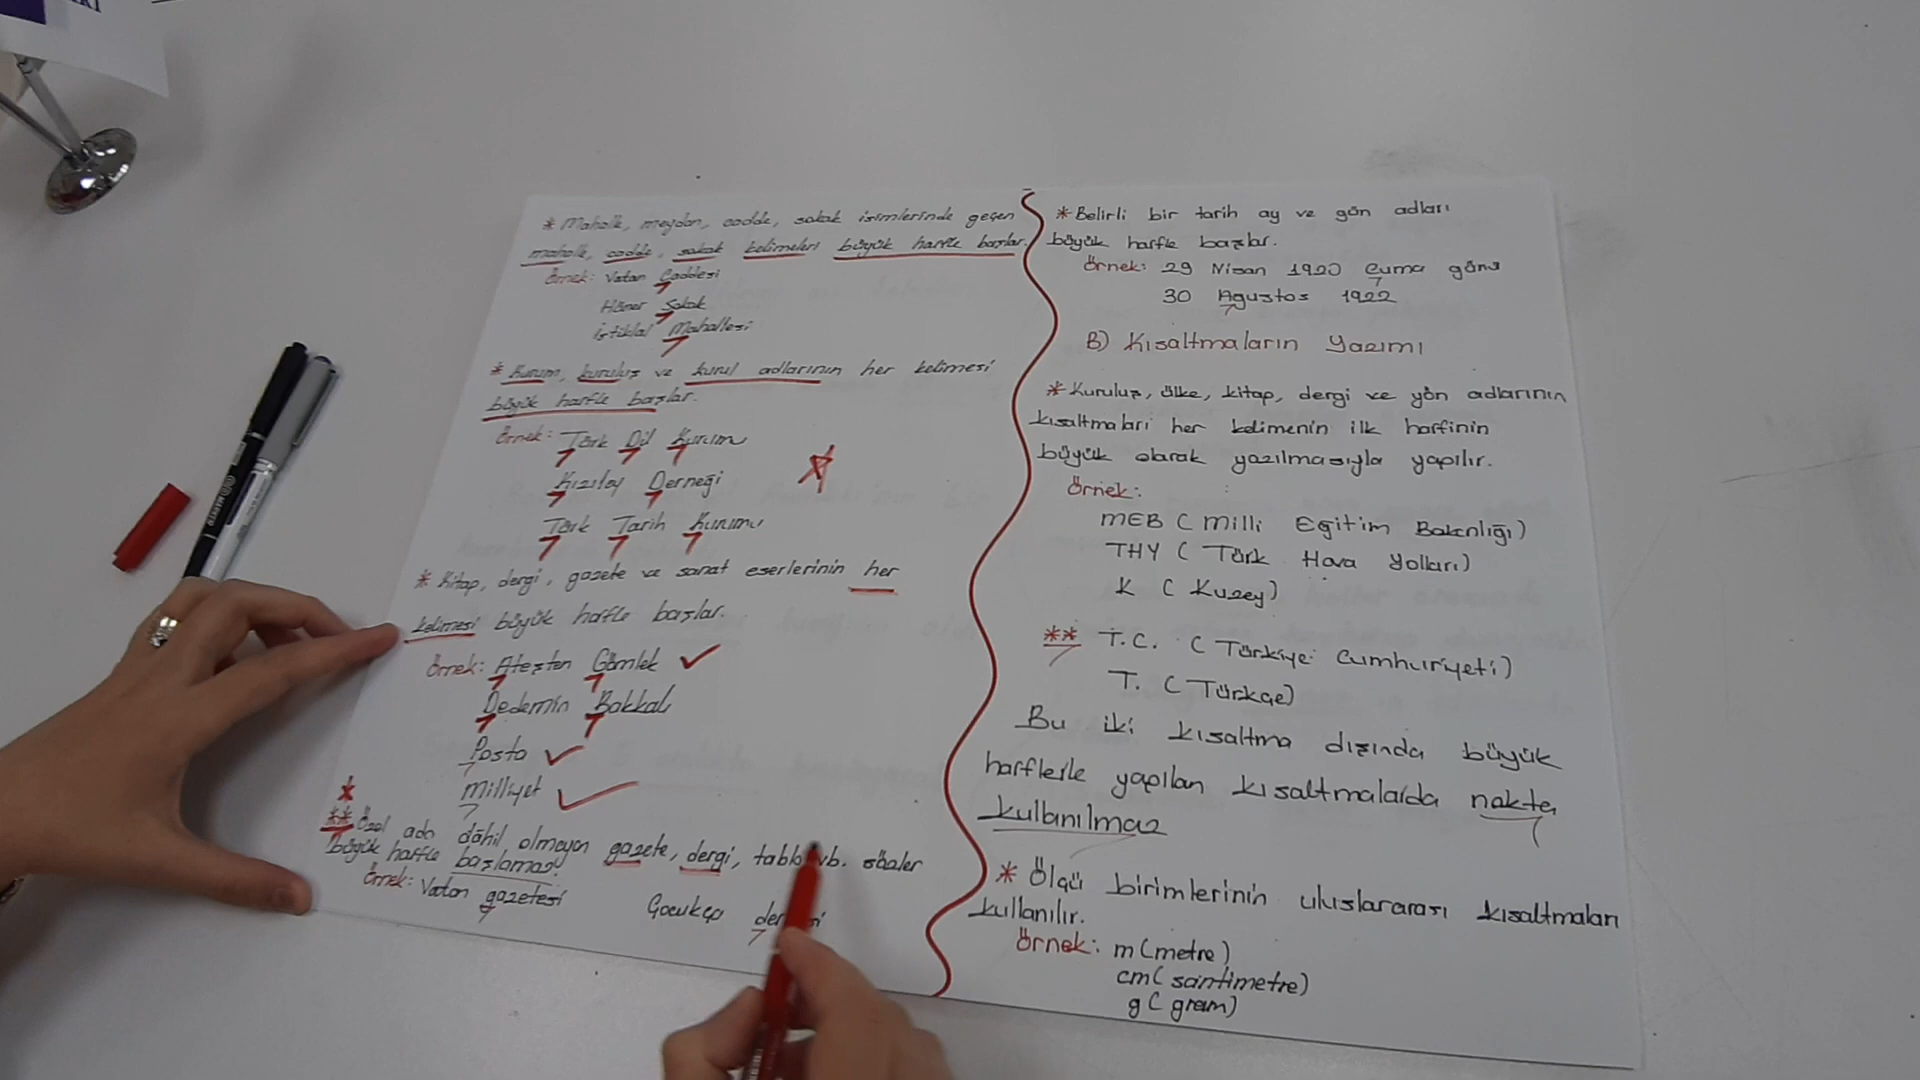 * Mahalle, meydan, cadde, sokak isimlerinde geçen
mahalle, cadde, sokak kelimeleri büyük harfle başlar.
Örnek: Vatan Caddesi
Höner Sokak
İstiklal Mahallesi
* Kurum, kuruluş ve kurul adlarının her kelimesi
büyük harfle başlar.
Örnek: Türk Dil Kurumu
Kızılay Derneği
Türk Tarih Kurumu
* Kitap, dergi, gazete ve sanat eserlerinin her
kelimesi büyük harfle başlar.
Örnek: Ateşten Gömlek
Dedemin Bakkalı
Posta
Milliyet
** Özel ada dâhil olmayan gazete, dergi, tablo vb. sözler
büyük harfle başlamaz!
Örnek: Vatan gazetesi Çocukça
* Belirli bir tarih ay ve gün adları
büyük harfle başlar.
Örnek: 29 Nisan 1920 Cuma günü
30 Ağustos 1922
B) Kısaltmaların Yazımı
* Kuruluş, ülke, kitap, dergi ve yön adlarının
kısaltmaları her kelimenin ilk harfinin
büyük olarak yazılmasıyla yapılır.
Örnek:
MEB ( Milli Eğitim Bakanlığı)
THY ( Türk Hava Yolları)
K ( Kuzey)
** T.C. ( Türkiye Cumhuriyeti)
T. ( Türkçe)
Bu iki kısaltma dışında büyük
harflerle yapılan kısaltmalarda nokta
kullanılmaz
* Ölçü birimlerinin uluslararası kısaltmaları
kullanılır.
Örnek: m (metre)
cm ( santimetre)
g ( gram)